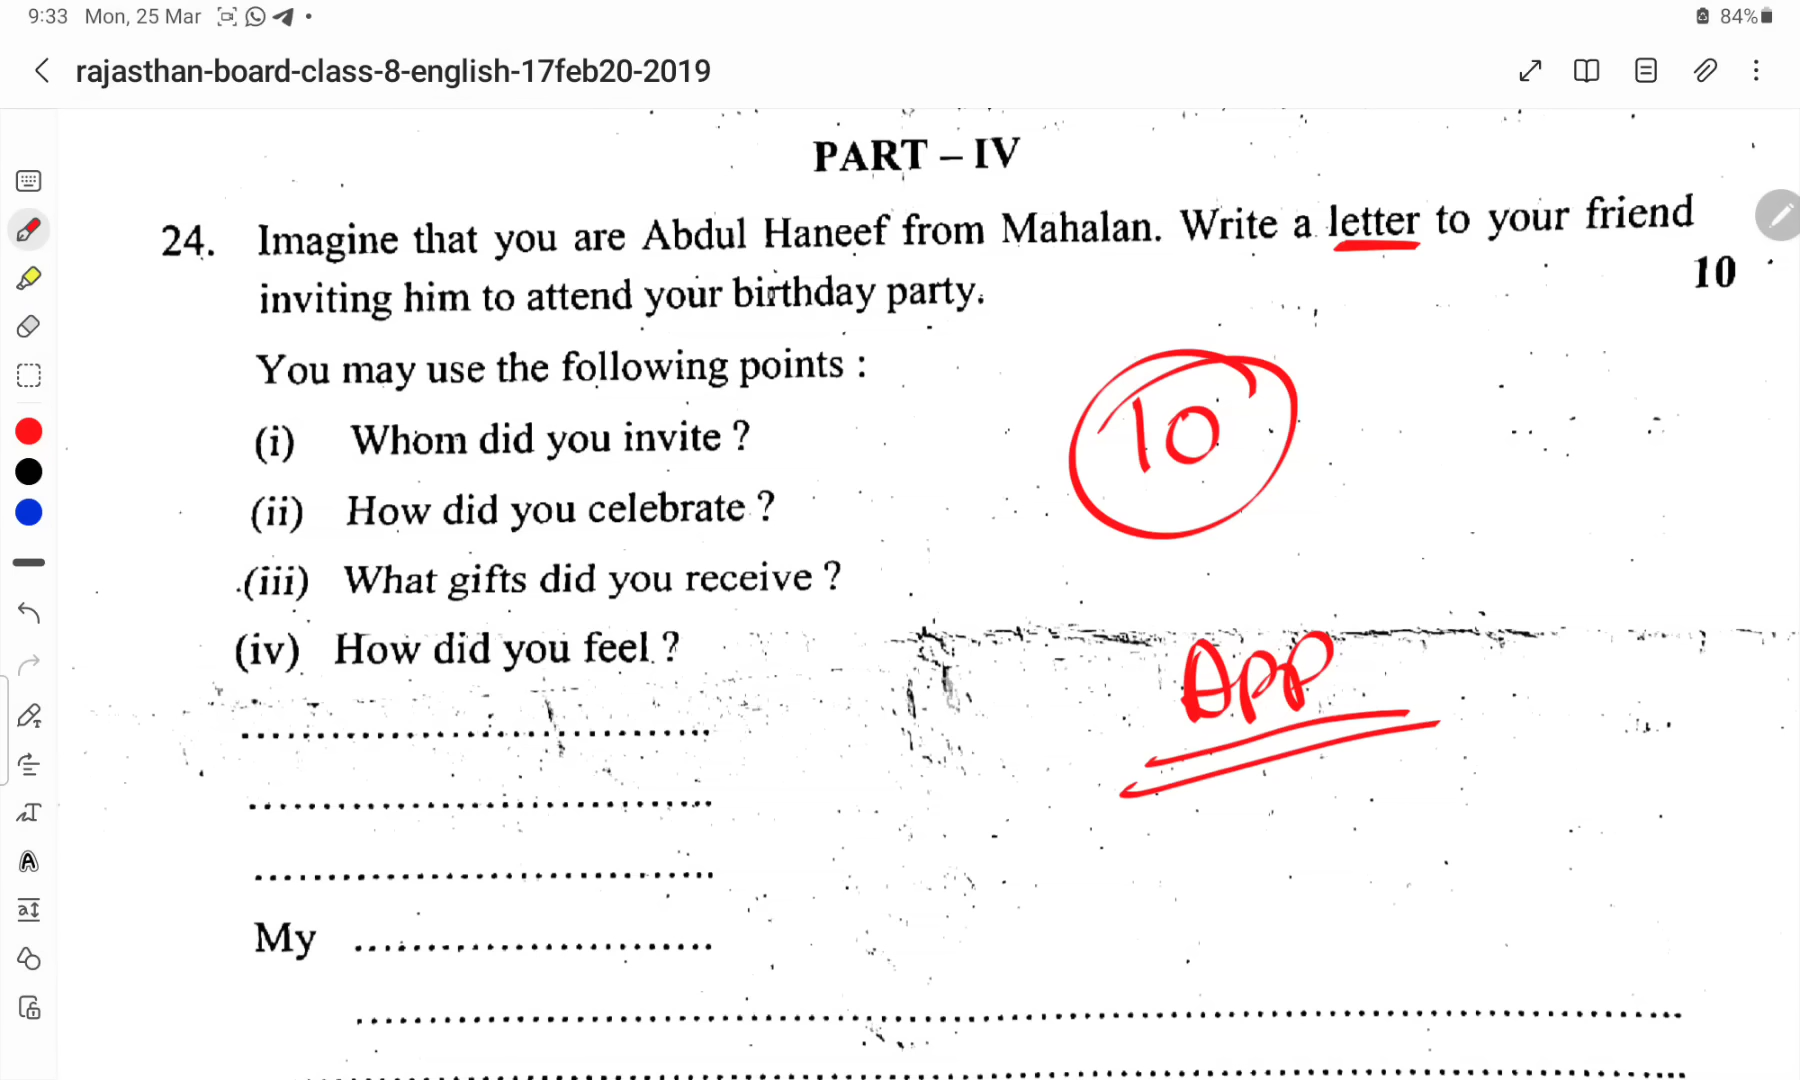 9:33 Mon, 25 Mar
84%
rajasthan-board-class-8-english-17feb20-2019
PART – IV
24. Imagine that you are Abdul Haneef from Mahalan. Write a letter to your friend
inviting him to attend your birthday party.
10
You may use the following points :
(i) Whom did you invite ?
10
(ii) How did you celebrate ?
(iii) What gifts did you receive ?
(iv) How did you feel ?
APP
My